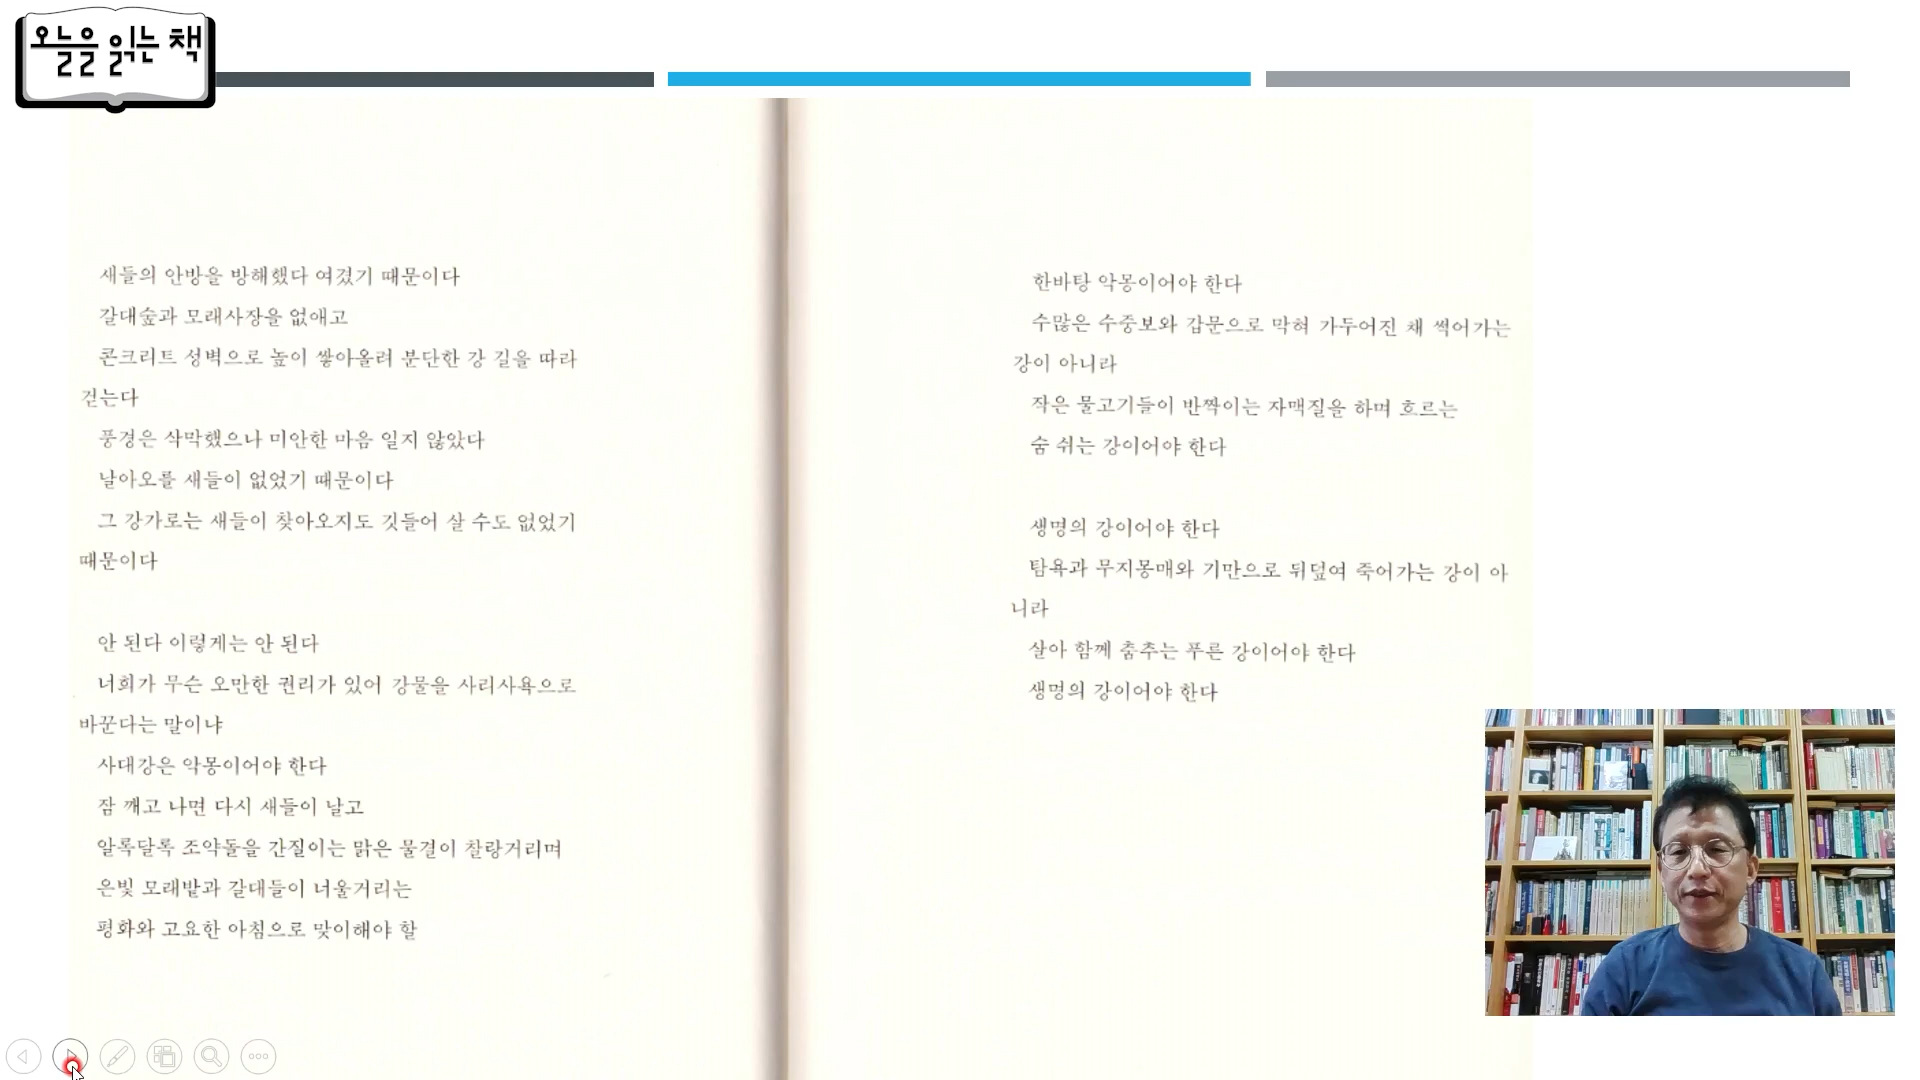 오늘을 읽는 책
새들의 안방을 방해했다 여겼기 때문이다
갈대숲과 모래사장을 없애고
콘크리트 성벽으로 높이 쌓아올려 분단한 강 길을 따라
걷는다
풍경은 삭막했으나 미안한 마음 일지 않았다
날아오를 새들이 없었기 때문이다
그 강가로는 새들이 찾아오지도 깃들어 살 수도 없었기
때문이다
안 된다 이렇게는 안 된다
너희가 무슨 오만한 권리가 있어 강물을 사리사욕으로
바꾼다는 말이냐
사대강은 악몽이어야 한다
잠 깨고 나면 다시 새들이 날고
알록달록 조약돌을 간질이는 맑은 물결이 찰랑거리며
은빛 모래밭과 갈대들이 너울거리는
평화와 고요한 아침으로 맞이해야 할
한바탕 악몽이어야 한다
수많은 수중보와 갑문으로 막혀 가두어진 채 썩어가는
강이 아니라
작은 물고기들이 반짝이는 자맥질을 하며 흐르는
숨 쉬는 강이어야 한다
생명의 강이어야 한다
탐욕과 무지몽매와 기만으로 뒤덮여 죽어가는 강이 아
니라
살아 함께 춤추는 푸른 강이어야 한다
생명의 강이어야 한다